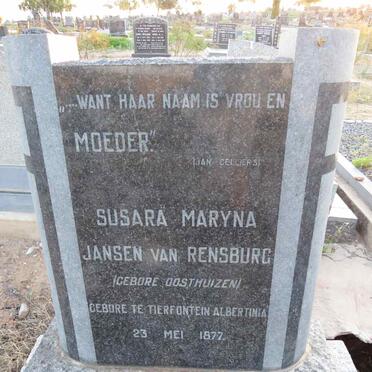 „...WANT HAAR NAAM IS VROU EN
MOEDER."
(JAN CELLIERS)
SUSARA MARYNA
JANSEN VAN RENSBURG
(GEBORE OOSTHUIZEN)
GEBORE TE TIERFONTEIN ALBERTINIA
23 MEI 1877.